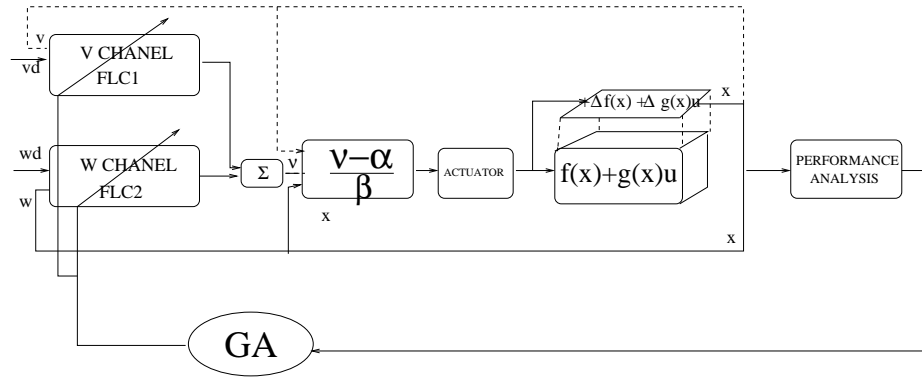 v
vd
V CHANEL
FLC1
wd
w
W CHANEL
FLC2
Σ
ν
ν−α
β
x
ACTUATOR
+Δf(x) +Δ g(x)u
x
f(x)+g(x)u
x
PERFORMANCE
ANALYSIS
GA